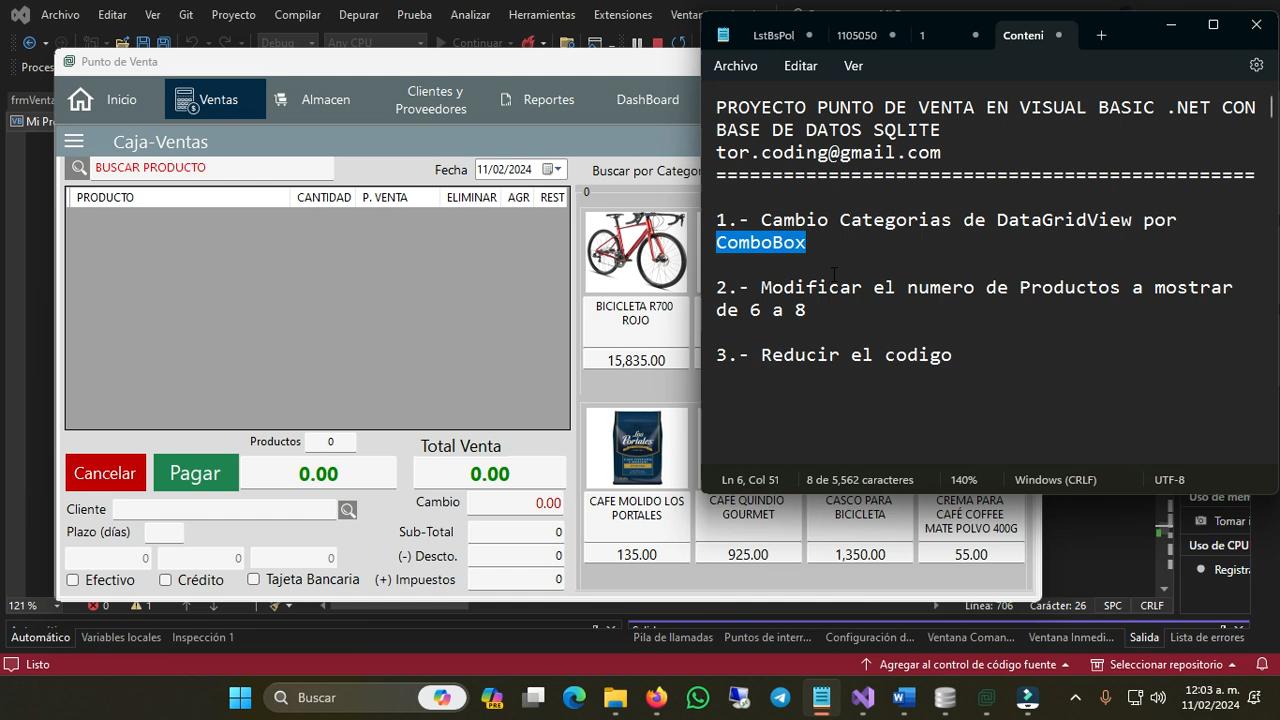 Archivo Editar Ver Git Proyecto Compilar Depurar Prueba Analizar Herramientas Extensiones
Debug Any CPU Continuar
Punto de Venta
Inicio Ventas Almacen Clientes y Proveedores Reportes DashBoard
Caja-Ventas
BUSCAR PRODUCTO Fecha 11/02/2024 Buscar por
PRODUCTO CANTIDAD P. VENTA ELIMINAR AGR REST
0
BICICLETA R700
ROJO
15,835.00
Productos 0 Total Venta
Cancelar Pagar 0.00 0.00
Cliente Cambio 0.00
Plazo (días) Sub-Total 0
0 0 0 (-) Descto. 0
Efectivo Crédito Tajeta Bancaria (+) Impuestos 0
CAFE MOLIDO LOS
PORTALES
135.00
CAFE QUINDIO
GOURMET
925.00
CASCO PARA
BICICLETA
1,350.00
CREMA PARA
CAFÉ COFFEE
MATE POLVO 400G
55.00
LstBsPol 1105050 1 Conteni
Archivo Editar Ver
PROYECTO PUNTO DE VENTA EN VISUAL BASIC .NET CON
BASE DE DATOS SQLITE
tor.coding@gmail.com
================================================
1.- Cambio Categorias de DataGridView por
ComboBox
2.- Modificar el numero de Productos a mostrar
de 6 a 8
3.- Reducir el codigo
Ln 6, Col 51 8 de 5,562 caracteres 140% Windows (CRLF) UTF-8
Uso de CPU
121 % 0 1 Línea: 706 Carácter: 26 SPC CRLF
Automático Variables locales Inspección 1 Pila de llamadas Puntos de interr... Configuración d... Ventana Coman... Ventana Inmedi... Salida Lista de errores
Listo Agregar al control de código fuente Seleccionar repositorio
Buscar
12:03 a. m.
11/02/2024